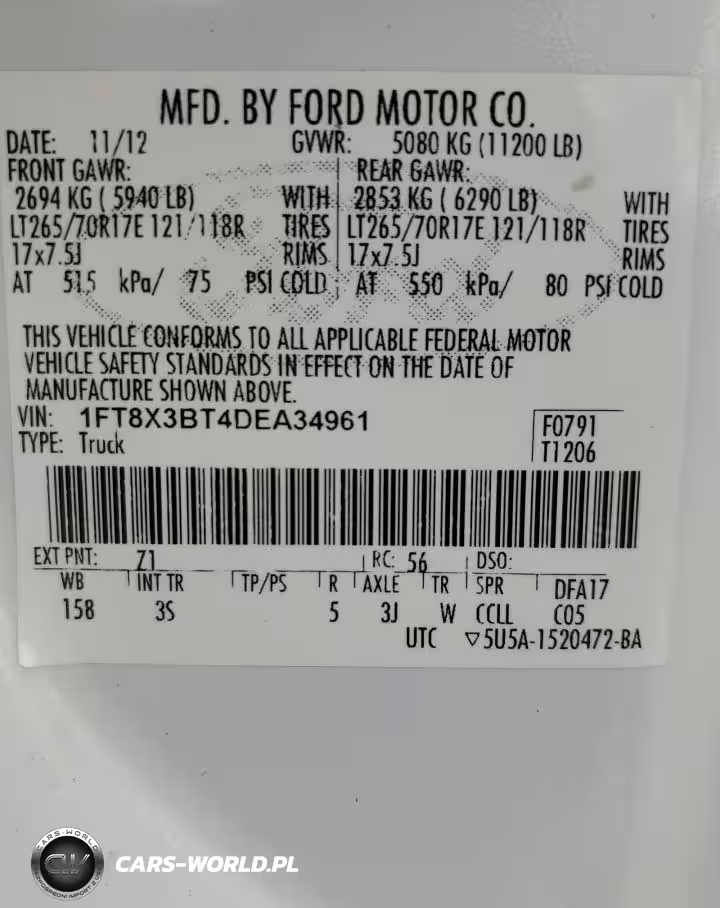 MFD. BY FORD MOTOR CO.
DATE: 11/12 GVWR: 5080 KG (11200 LB)
FRONT GAWR: REAR GAWR:
2694 KG ( 5940 LB) WITH 2853 KG ( 6290 LB) WITH
LT265/70R17E 121/118R TIRES LT265/70R17E 121/118R TIRES
17x7.5J RIMS 17x7.5J RIMS
AT 515 kPa/ 75 PSI COLD AT 550 kPa/ 80 PSI COLD
THIS VEHICLE CONFORMS TO ALL APPLICABLE FEDERAL MOTOR
VEHICLE SAFETY STANDARDS IN EFFECT ON THE DATE OF
MANUFACTURE SHOWN ABOVE.
VIN: 1FT8X3BT4DEA34961 F0791
TYPE: Truck T1206
EXT PNT: Z1 RC: 56 DSO:
WB INT TR TP/PS R AXLE TR SPR DFA17
158 3S 5 3J W CCLL C05
UTC ▽5U5A-1520472-BA
CARS-WORLD
CW
CARS-WORLD.PL